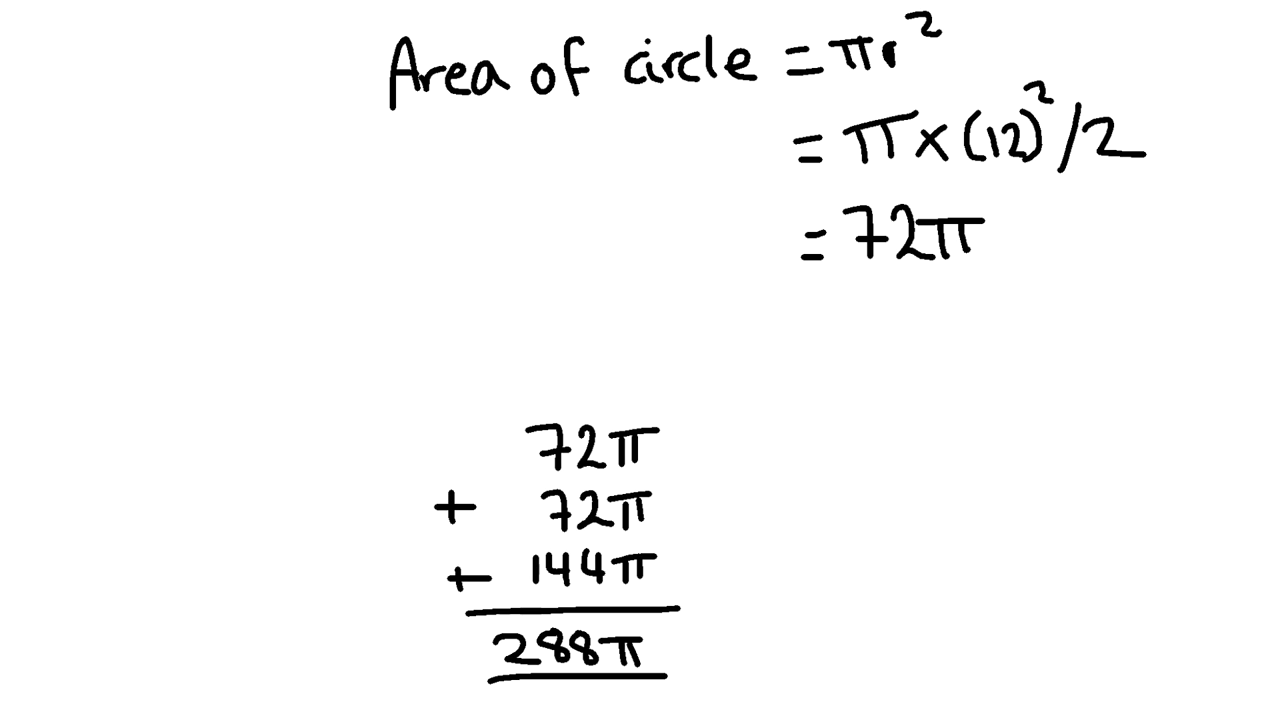 Area of circle = πr²
= π × (12)² / 2
= 72π
72π
+ 72π
+ 144π
288π